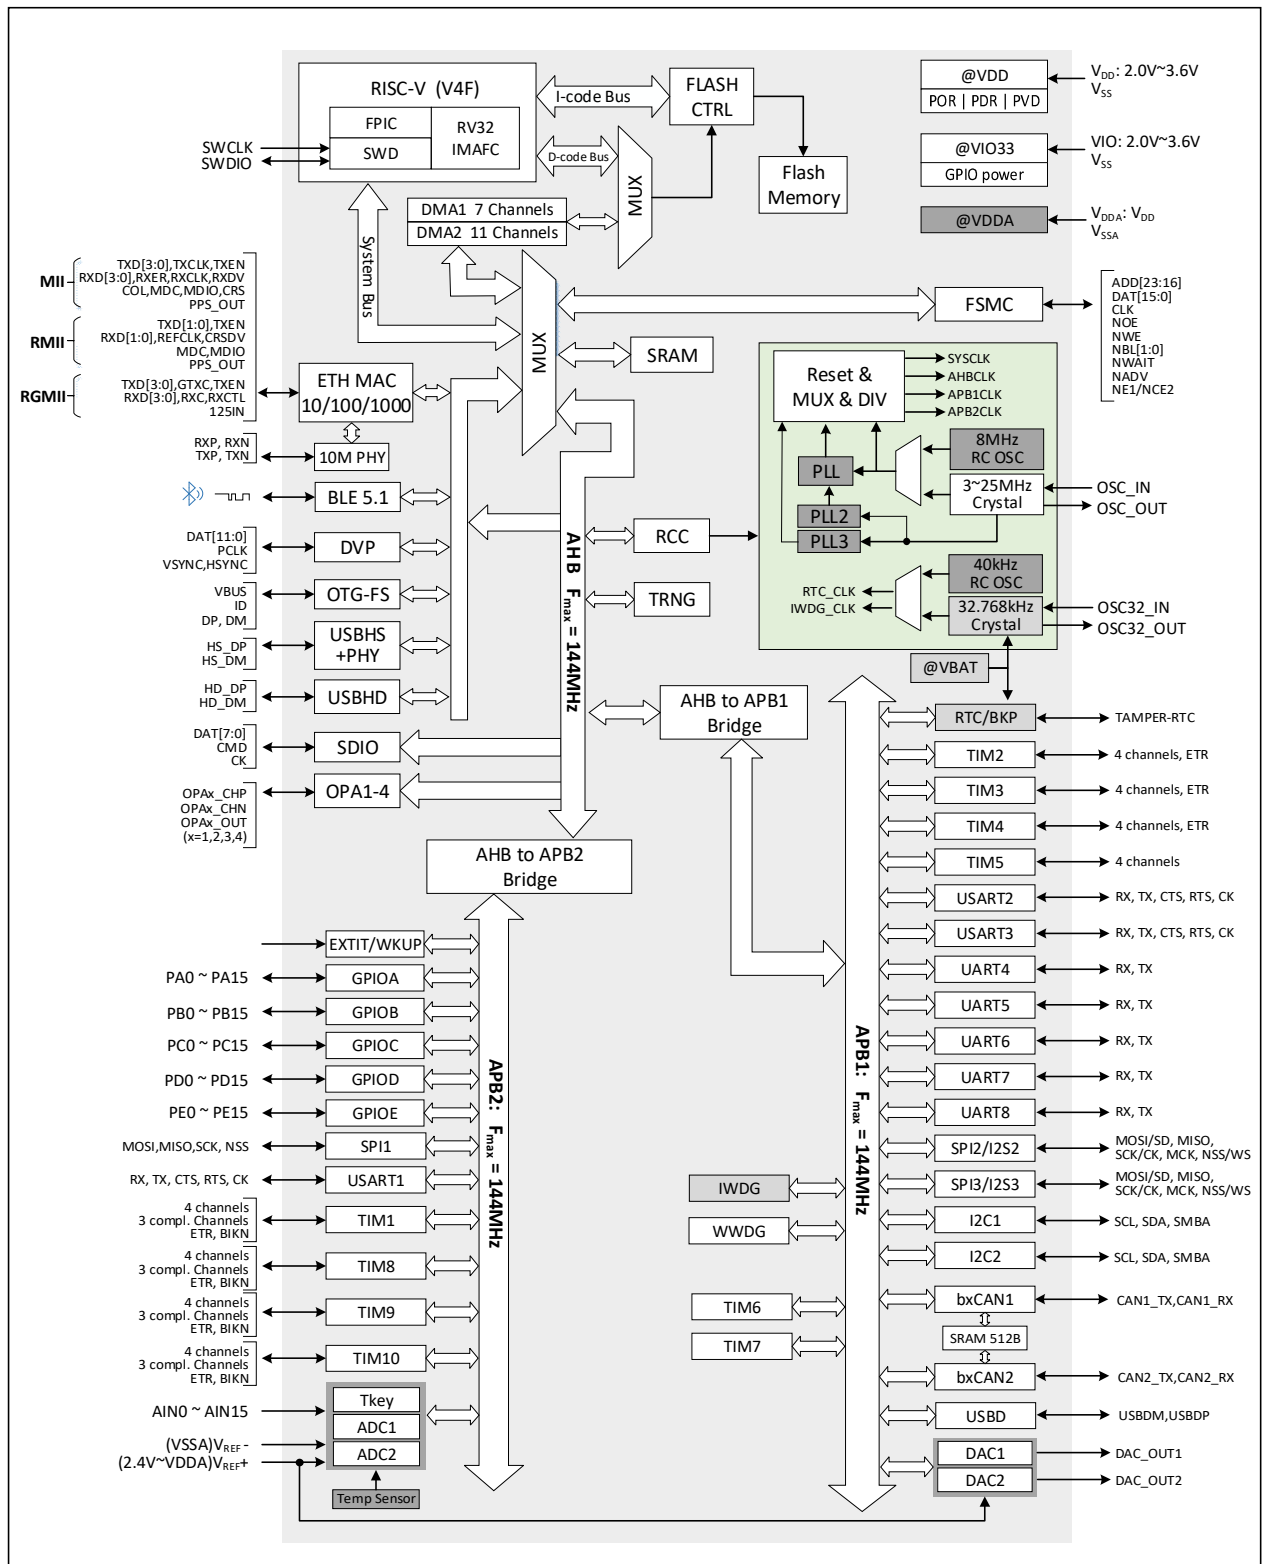 RISC-V (V4F)
FPIC
SWD
RV32
IMAFC
SWCLK
SWDIO
I-code Bus
D-code Bus
FLASH
CTRL
Flash
Memory
MUX
DMA1 7 Channels
DMA2 11 Channels
System Bus
MUX
@VDD
POR | PDR | PVD
VDD: 2.0V~3.6V
VSS
@VIO33
GPIO power
VIO: 2.0V~3.6V
VSS
@VDDA
VDDA: VDD
VSSA
FSMC
ADD[23:16]
DAT[15:0]
CLK
NOE
NWE
NBL[1:0]
NWAIT
NADV
NE1/NCE2
SRAM
MII
TXD[3:0],TXCLK,TXEN
RXD[3:0],RXER,RXCLK,RXDV
COL,MDC,MDIO,CRS
PPS_OUT
RMII
TXD[1:0],TXEN
RXD[1:0],REFCLK,CRSDV
MDC,MDIO
PPS_OUT
RGMII
TXD[3:0],GTXC,TXEN
RXD[3:0],RXC,RXCTL
125IN
ETH MAC
10/100/1000
RXP, RXN
TXP, TXN
10M PHY
BLE 5.1
DAT[11:0]
PCLK
VSYNC,HSYNC
DVP
VBUS
ID
DP, DM
OTG-FS
HS_DP
HS_DM
USBHS
+PHY
HD_DP
HD_DM
USBHD
DAT[7:0]
CMD
CK
SDIO
OPAx_CHP
OPAx_CHN
OPAx_OUT
(x=1,2,3,4)
OPA1-4
AHB Fmax = 144MHz
RCC
TRNG
Reset &
MUX & DIV
SYSCLK
AHBCLK
APB1CLK
APB2CLK
PLL
PLL2
PLL3
8MHz
RC OSC
3~25MHz
Crystal
OSC_IN
OSC_OUT
40kHz
RC OSC
32.768kHz
Crystal
RTC_CLK
IWDG_CLK
OSC32_IN
OSC32_OUT
@VBAT
AHB to APB1
Bridge
AHB to APB2
Bridge
RTC/BKP
TAMPER-RTC
TIM2
4 channels, ETR
TIM3
4 channels, ETR
TIM4
4 channels, ETR
TIM5
4 channels
USART2
RX, TX, CTS, RTS, CK
USART3
RX, TX, CTS, RTS, CK
UART4
RX, TX
UART5
RX, TX
UART6
RX, TX
UART7
RX, TX
UART8
RX, TX
SPI2/I2S2
MOSI/SD, MISO,
SCK/CK, MCK, NSS/WS
SPI3/I2S3
MOSI/SD, MISO,
SCK/CK, MCK, NSS/WS
I2C1
SCL, SDA, SMBA
I2C2
SCL, SDA, SMBA
bxCAN1
CAN1_TX,CAN1_RX
SRAM 512B
bxCAN2
CAN2_TX,CAN2_RX
USBD
USBDM,USBDP
DAC1
DAC_OUT1
DAC2
DAC_OUT2
APB1: Fmax = 144MHz
IWDG
WWDG
TIM6
TIM7
APB2: Fmax = 144MHz
EXTIT/WKUP
PA0 ~ PA15
GPIOA
PB0 ~ PB15
GPIOB
PC0 ~ PC15
GPIOC
PD0 ~ PD15
GPIOD
PE0 ~ PE15
GPIOE
MOSI,MISO,SCK, NSS
SPI1
RX, TX, CTS, RTS, CK
USART1
4 channels
3 compl. Channels
ETR, BIKN
TIM1
4 channels
3 compl. Channels
ETR, BIKN
TIM8
4 channels
3 compl. Channels
ETR, BIKN
TIM9
4 channels
3 compl. Channels
ETR, BIKN
TIM10
AIN0 ~ AIN15
(VSSA)VREF -
(2.4V~VDDA)VREF+
Tkey
ADC1
ADC2
Temp Sensor